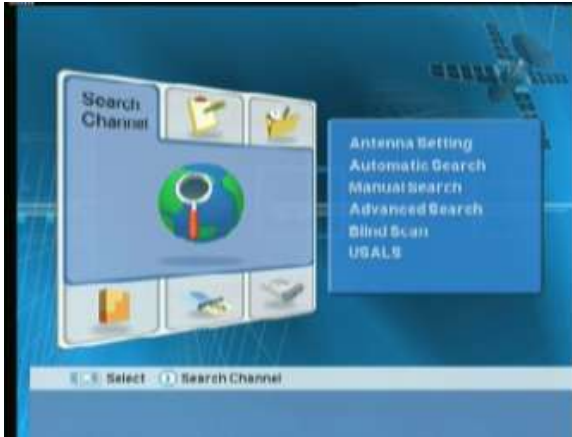 Search
Channel
Antenna Setting
Automatic Search
Manual Search
Advanced Search
Blind Scan
USALS
Select
Search Channel